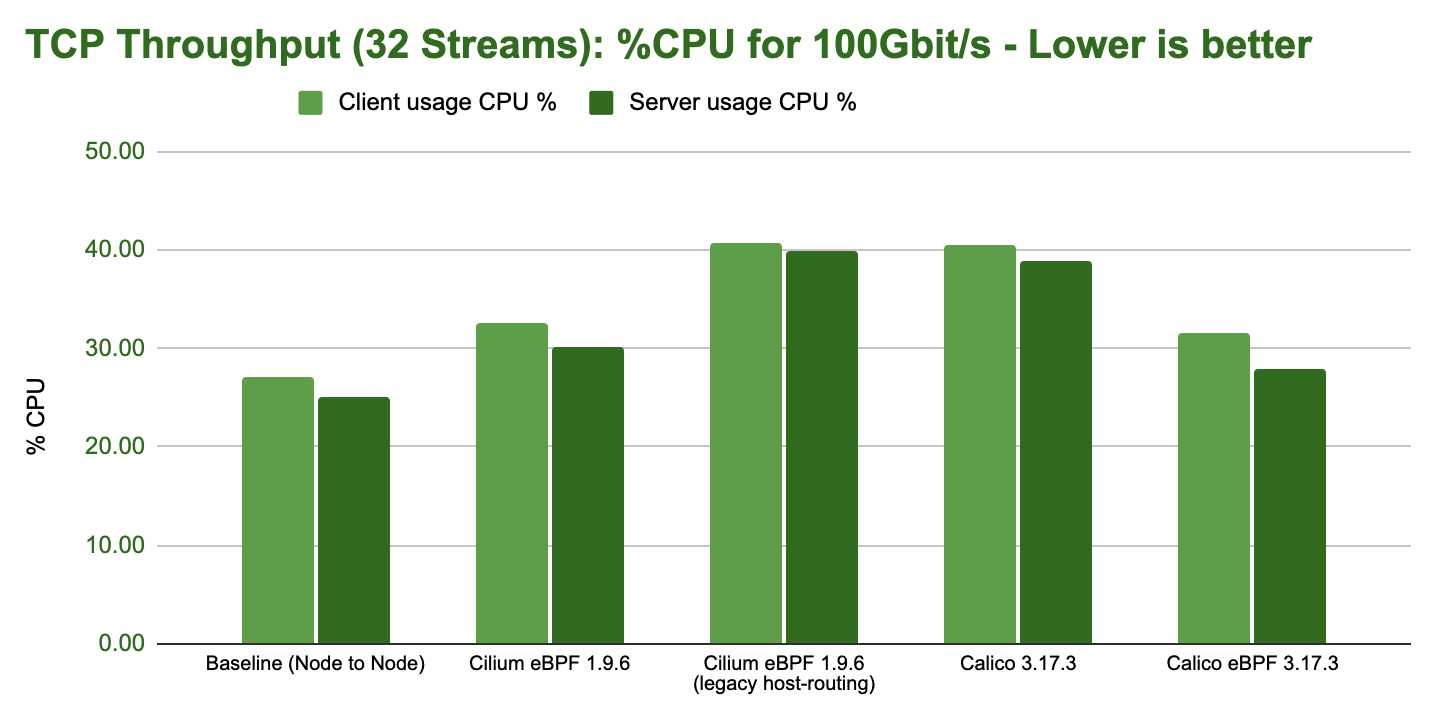 TCP Throughput (32 Streams): %CPU for 100Gbit/s - Lower is better
Client usage CPU %
Server usage CPU %
50.00
40.00
30.00
20.00
10.00
0.00
% CPU
Baseline (Node to Node)
Cilium eBPF 1.9.6
Cilium eBPF 1.9.6
(legacy host-routing)
Calico 3.17.3
Calico eBPF 3.17.3